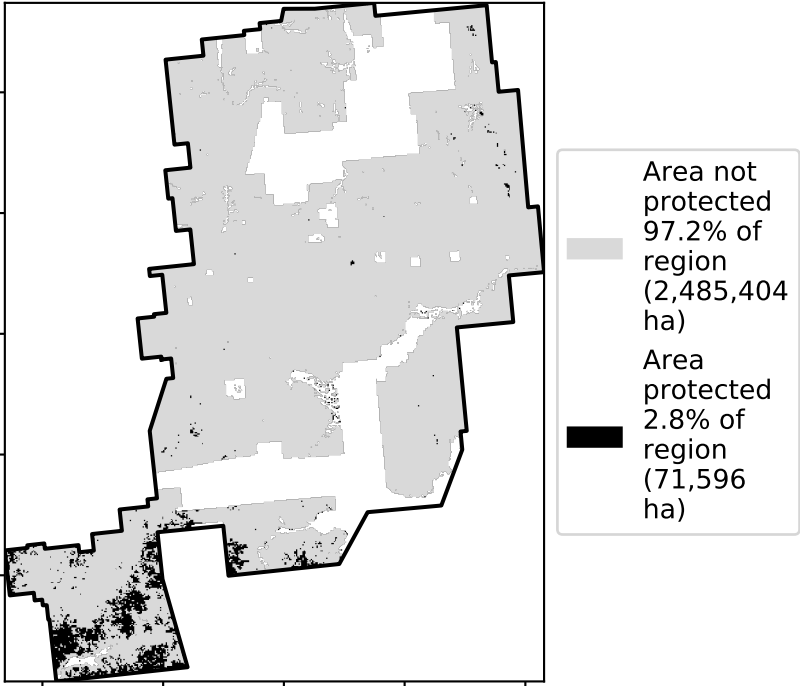 Area not
protected
97.2% of
region
(2,485,404
ha)
Area
protected
2.8% of
region
(71,596
ha)